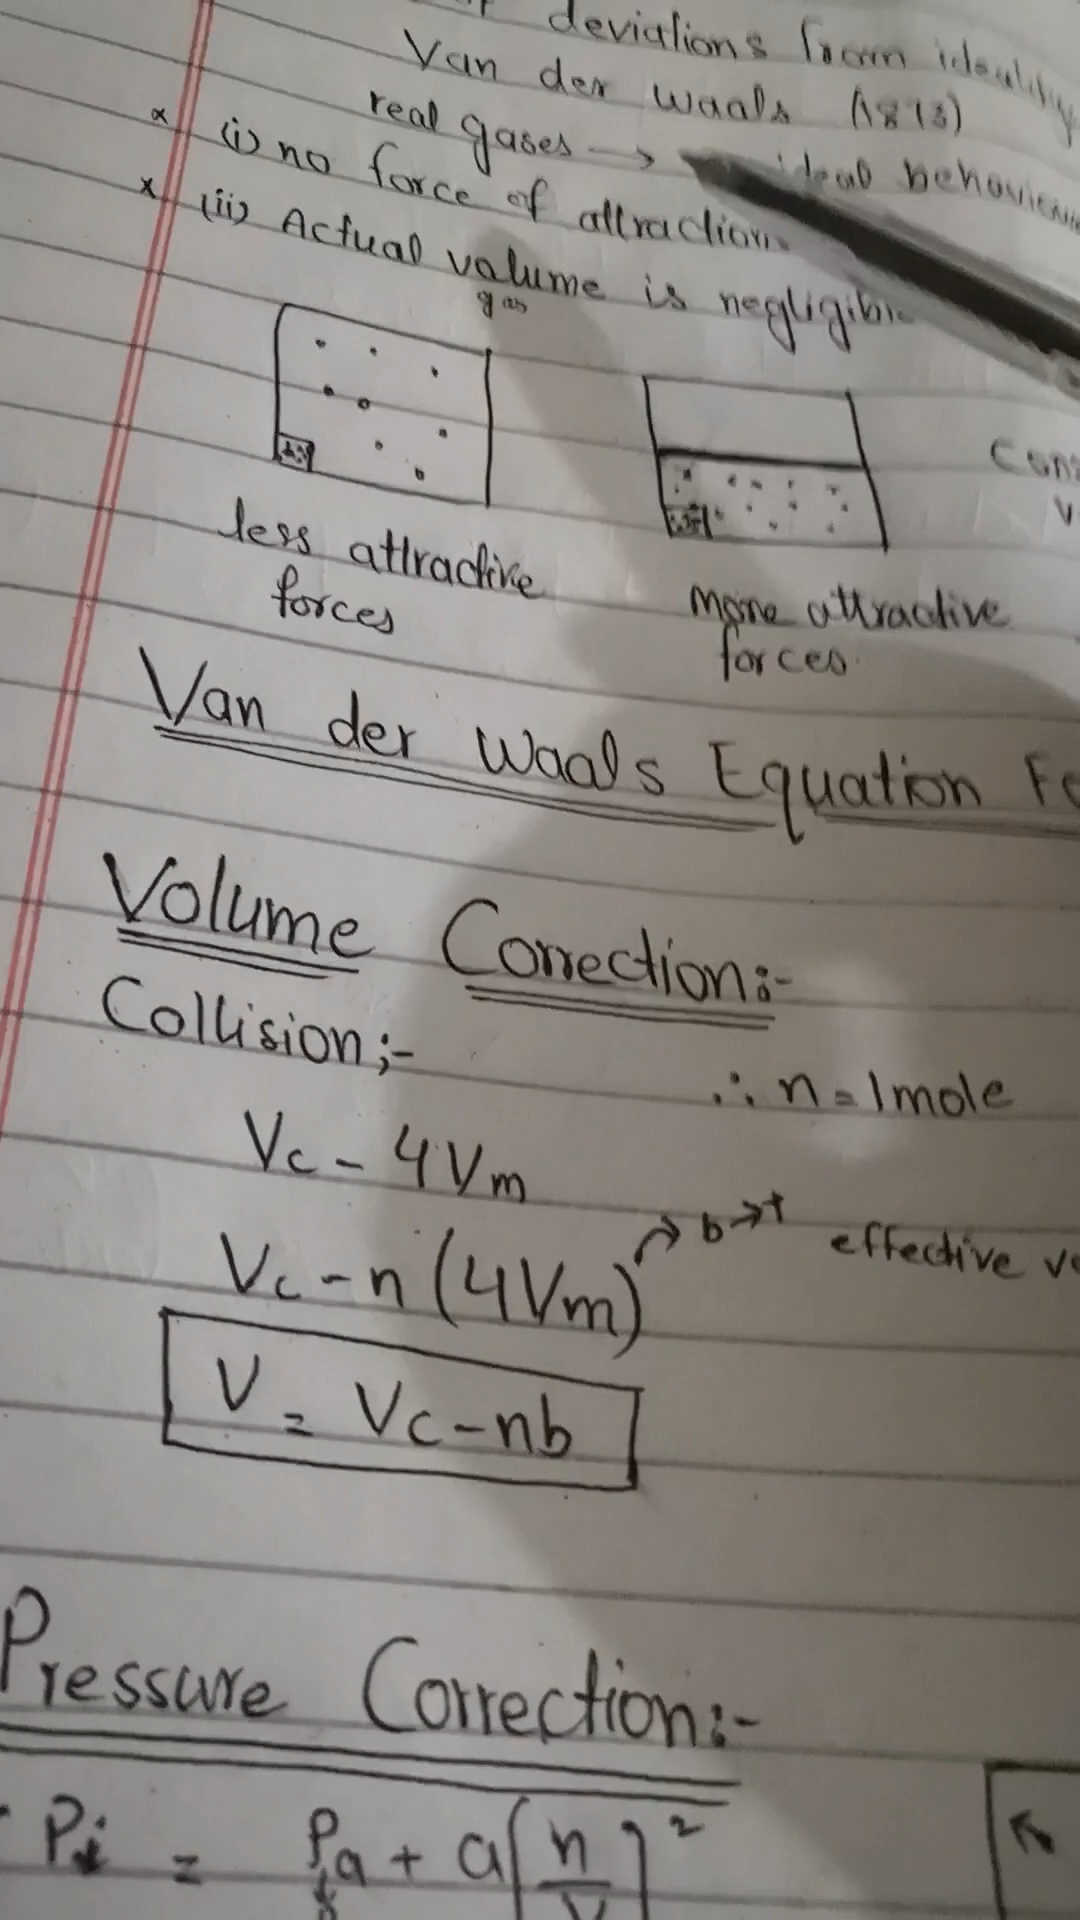 deviations from ideality
Van der Waals (1873)
real gases → ideal behaviour
x (i) no force of attraction
x (ii) Actual volume is negligible
gas
less attractive
forces
more attractive
forces
Van der Waals Equation
Volume Correction:-
Collision;-
∴ n = 1mole
Vc - 4Vm
Vc - n (4Vm) → b → effective
V = Vc - nb
Pressure Correction:-
Pi = Pa + a[n/V]²